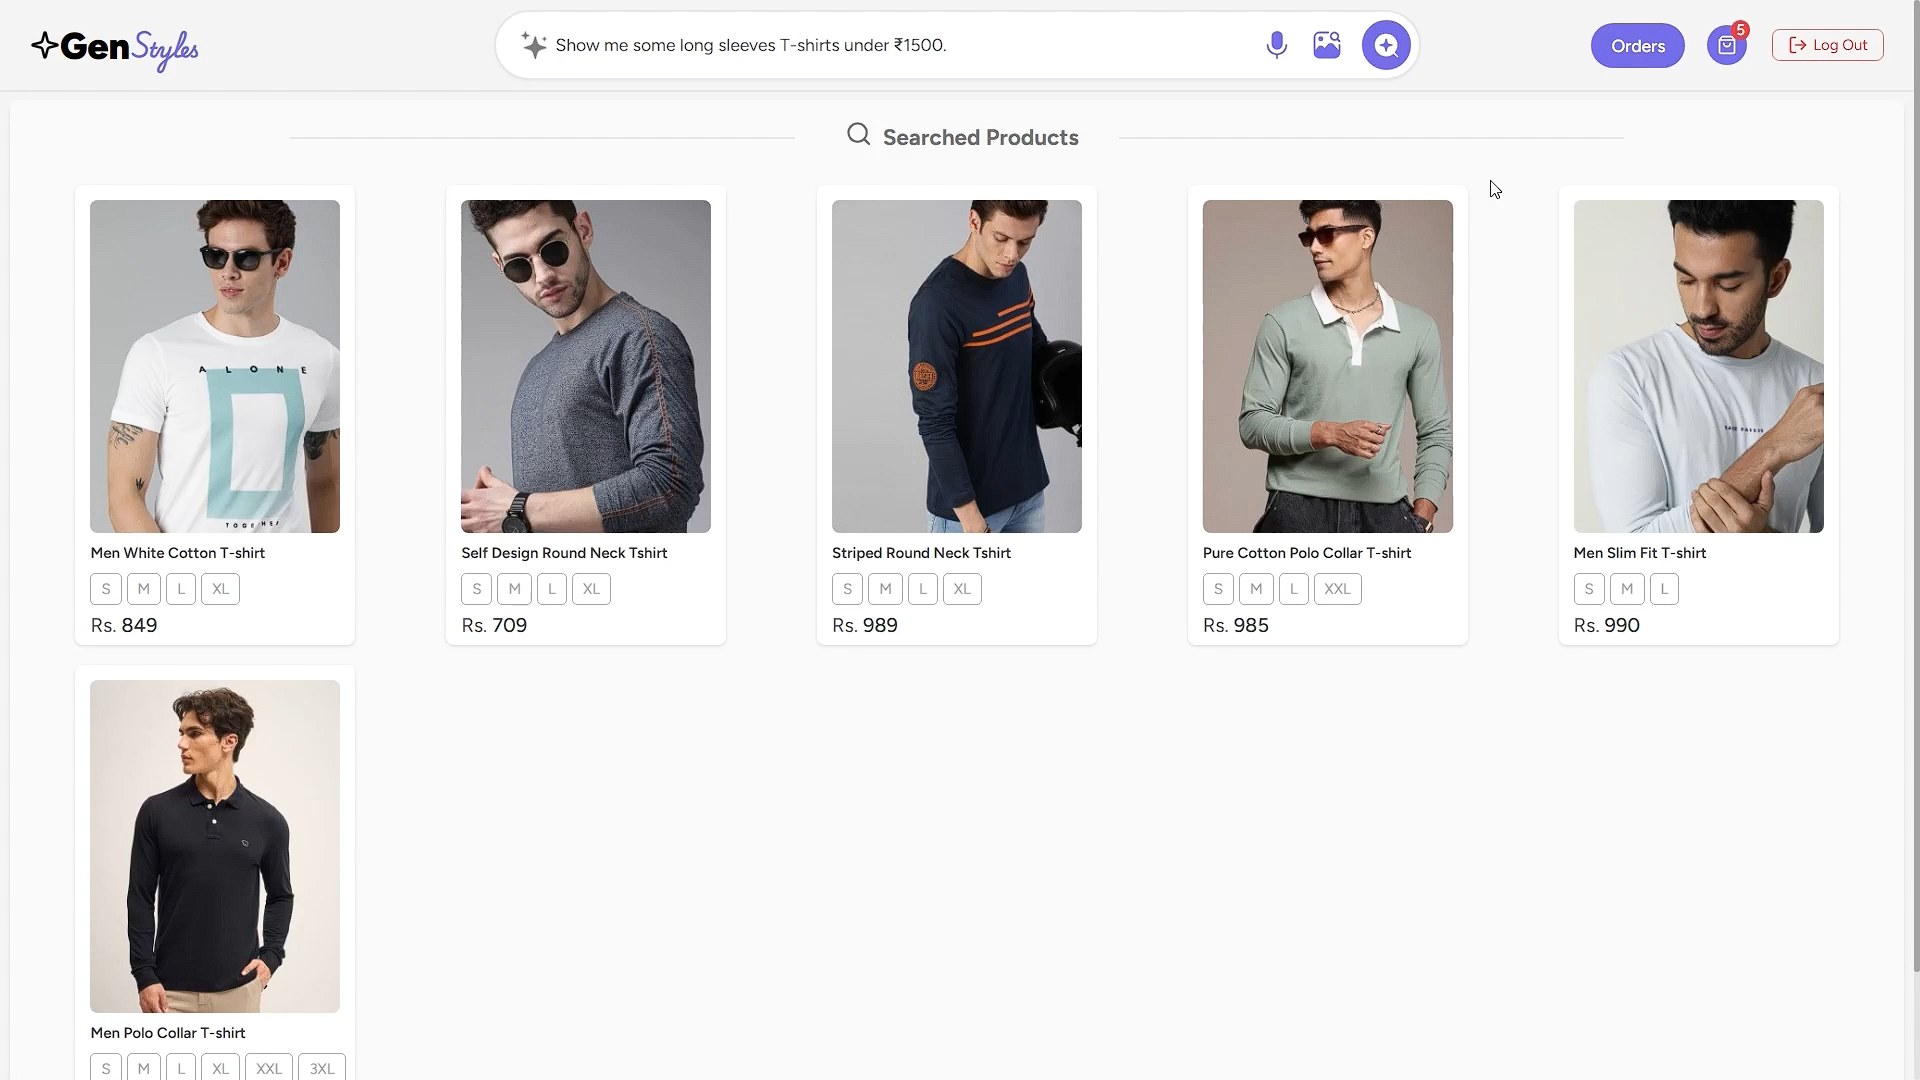 Gen Styles
Show me some long sleeves T-shirts under ₹1500.
Orders
5
Log Out
Searched Products
ALONE
TOGETHER
Men White Cotton T-shirt
S M L XL
Rs. 849
Self Design Round Neck Tshirt
S M L XL
Rs. 709
Striped Round Neck Tshirt
S M L XL
Rs. 989
Pure Cotton Polo Collar T-shirt
S M L XXL
Rs. 985
Men Slim Fit T-shirt
S M L
Rs. 990
Men Polo Collar T-shirt
S M L XL XXL 3XL